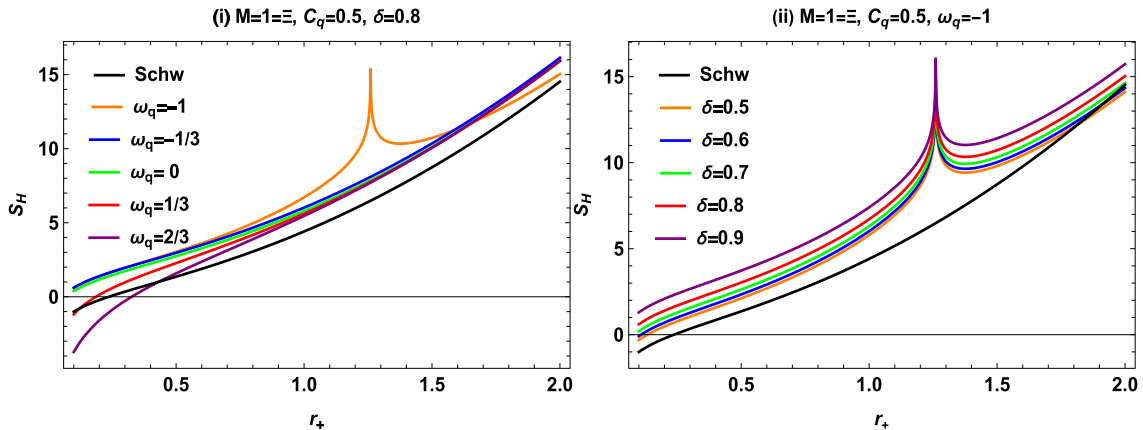 (i) M=1=Ξ, C_q=0.5, δ=0.8
15
10
5
0
S_H
Schw
ω_q=-1
ω_q=-1/3
ω_q= 0
ω_q=1/3
ω_q=2/3
0.5
1.0
1.5
2.0
r_+
(ii) M=1=Ξ, C_q=0.5, ω_q=-1
15
10
5
0
S_H
Schw
δ=0.5
δ=0.6
δ=0.7
δ=0.8
δ=0.9
0.5
1.0
1.5
2.0
r_+